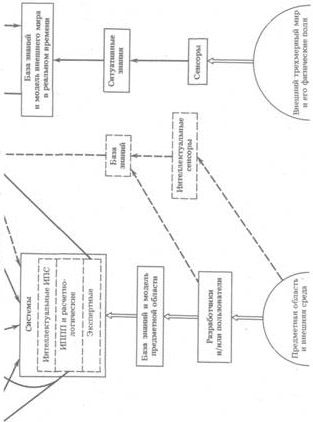 Системы
Интеллектуальные ИПС
ИППП и расчетно-
логические
Экспертные
База знаний и модель
предметной области
Разработчики
и/или пользователи
Предметная область
и внешняя среда
База
знаний
Интеллектуальные
сенсоры
База знаний
и модель внешнего мира
в реальном времени
Ситуативные
знания
Сенсоры
Внешний трехмерный мир
и его физические поля